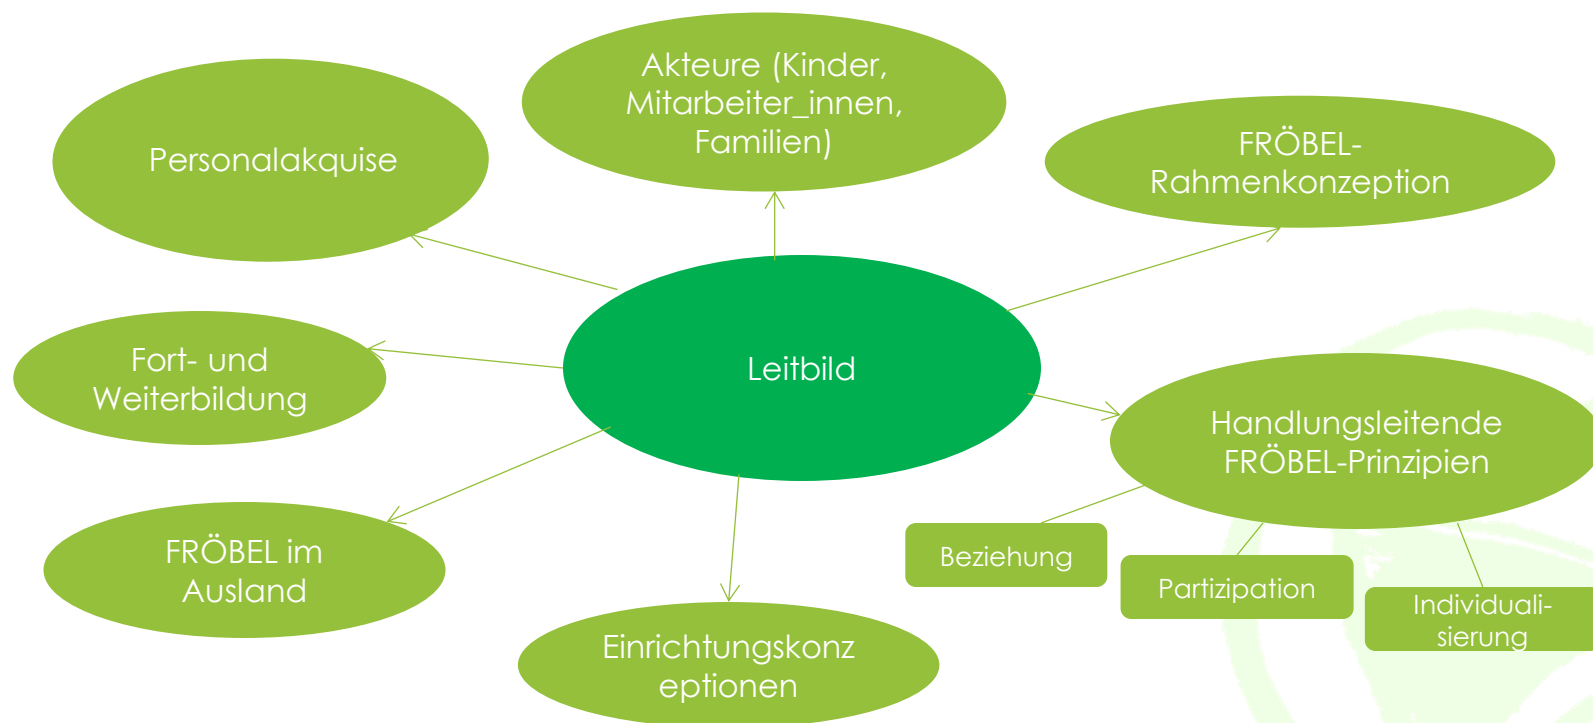 Akteure (Kinder,
Mitarbeiter_innen,
Familien)
Personalakquise
FRÖBEL-
Rahmenkonzeption
Fort- und
Weiterbildung
Leitbild
Handlungsleitende
FRÖBEL-Prinzipien
FRÖBEL im
Ausland
Beziehung
Partizipation
Individuali-
sierung
Einrichtungskonz
eptionen